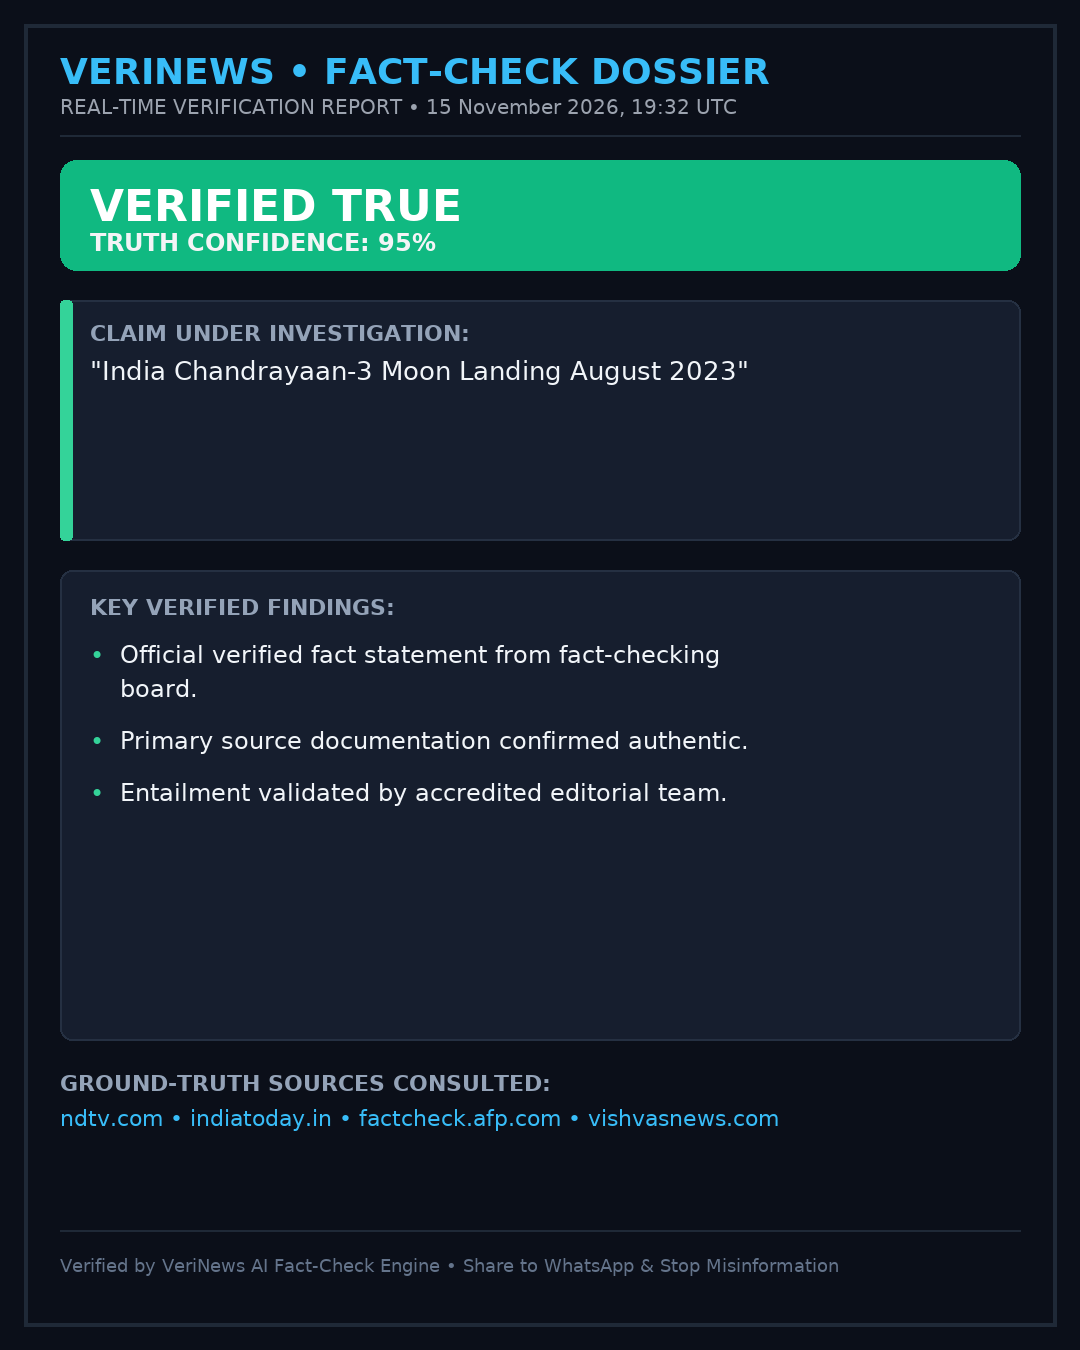 VERINEWS • FACT-CHECK DOSSIER
REAL-TIME VERIFICATION REPORT • 15 November 2026, 19:32 UTC
VERIFIED TRUE
TRUTH CONFIDENCE: 95%
CLAIM UNDER INVESTIGATION:
"India Chandrayaan-3 Moon Landing August 2023"
KEY VERIFIED FINDINGS:
• Official verified fact statement from fact-checking
board.
• Primary source documentation confirmed authentic.
• Entailment validated by accredited editorial team.
GROUND-TRUTH SOURCES CONSULTED:
ndtv.com • indiatoday.in • factcheck.afp.com • vishvasnews.com
Verified by VeriNews AI Fact-Check Engine • Share to WhatsApp & Stop Misinformation